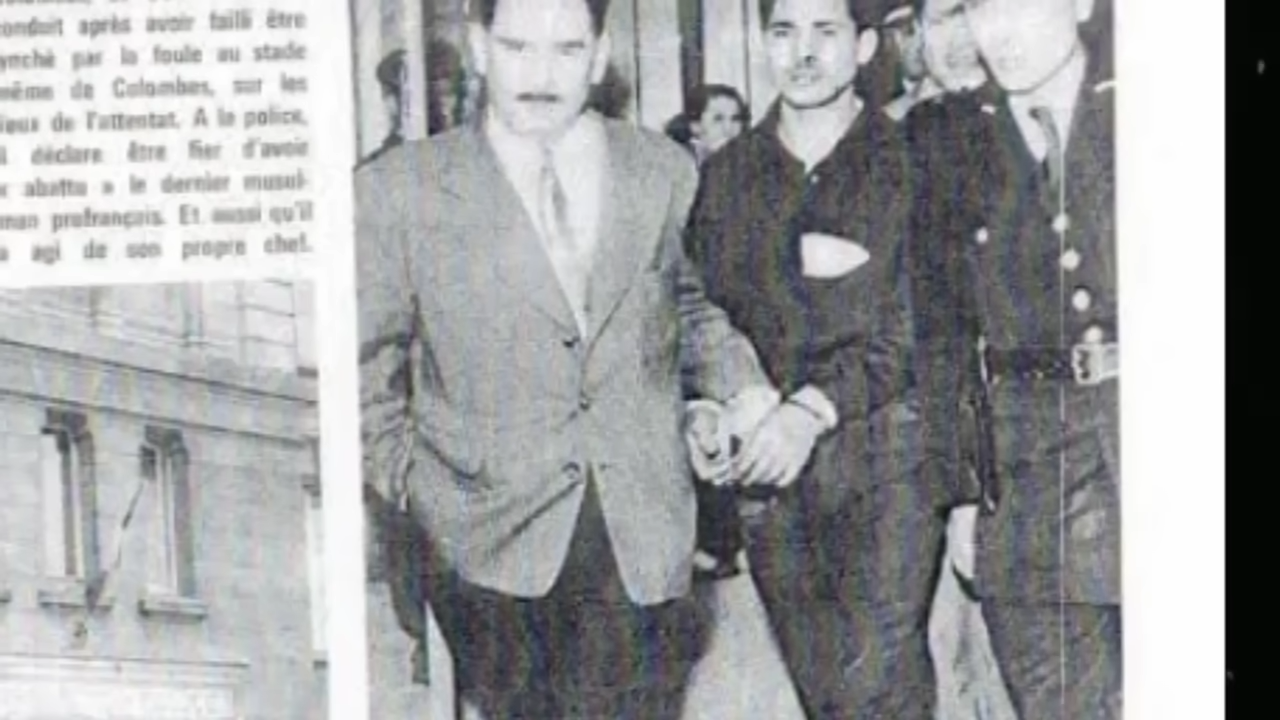 conduit après avoir failli être
lynché par la foule au stade
même de Colombes, sur les
lieux de l'attentat. A la police,
il déclare être fier d'avoir
« abattu » le dernier musul-
man profrançais. Et aussi qu'il
a agi de son propre chef.